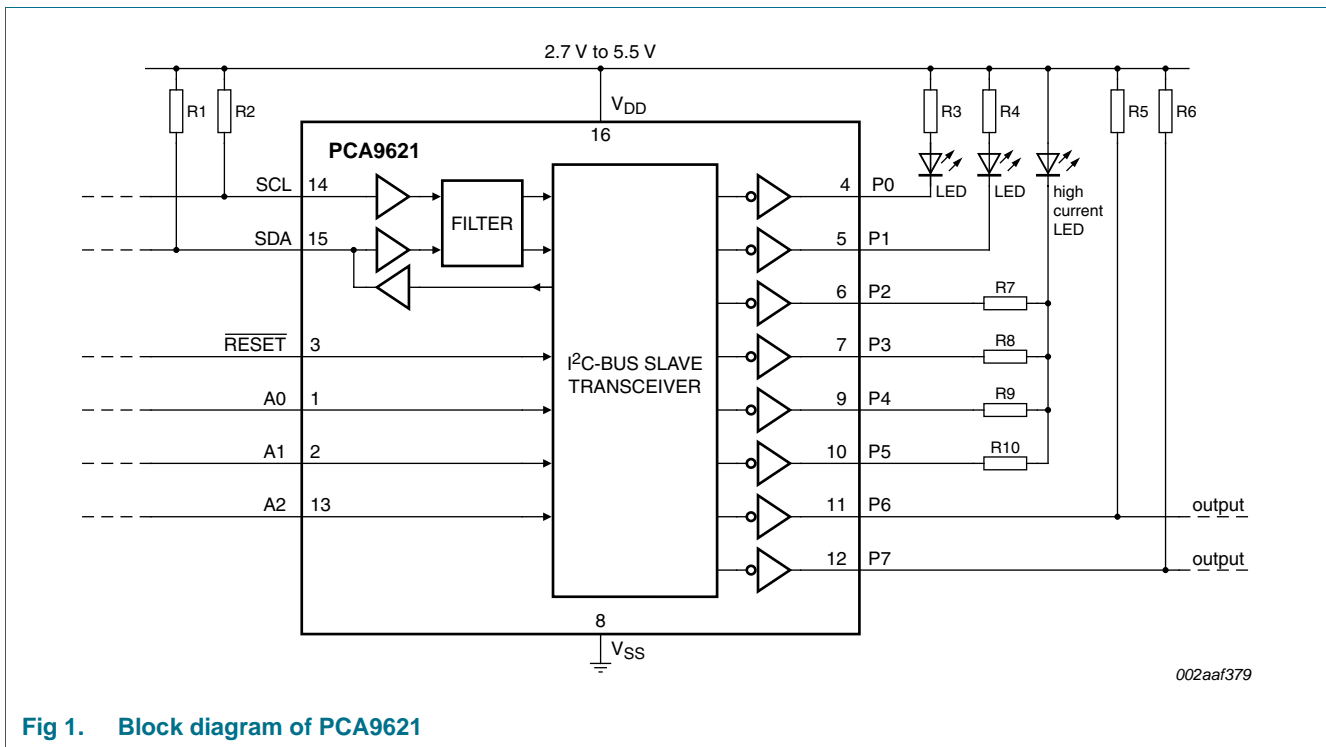 2.7 V to 5.5 V
R1
R2
V_DD
16
R3
R4
R5
R6
PCA9621
SCL 14
FILTER
4 P0
LED
LED
high
current
LED
SDA 15
5 P1
6 P2
R7
RESET 3
I²C-BUS SLAVE
TRANSCEIVER
7 P3
R8
A0 1
9 P4
R9
A1 2
10 P5
R10
A2 13
11 P6
output
12 P7
output
8
V_SS
002aaf379
Fig 1. Block diagram of PCA9621